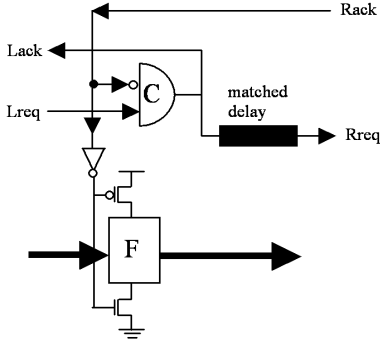 Rack
Lack
C
matched
delay
Lreq
Rreq
F